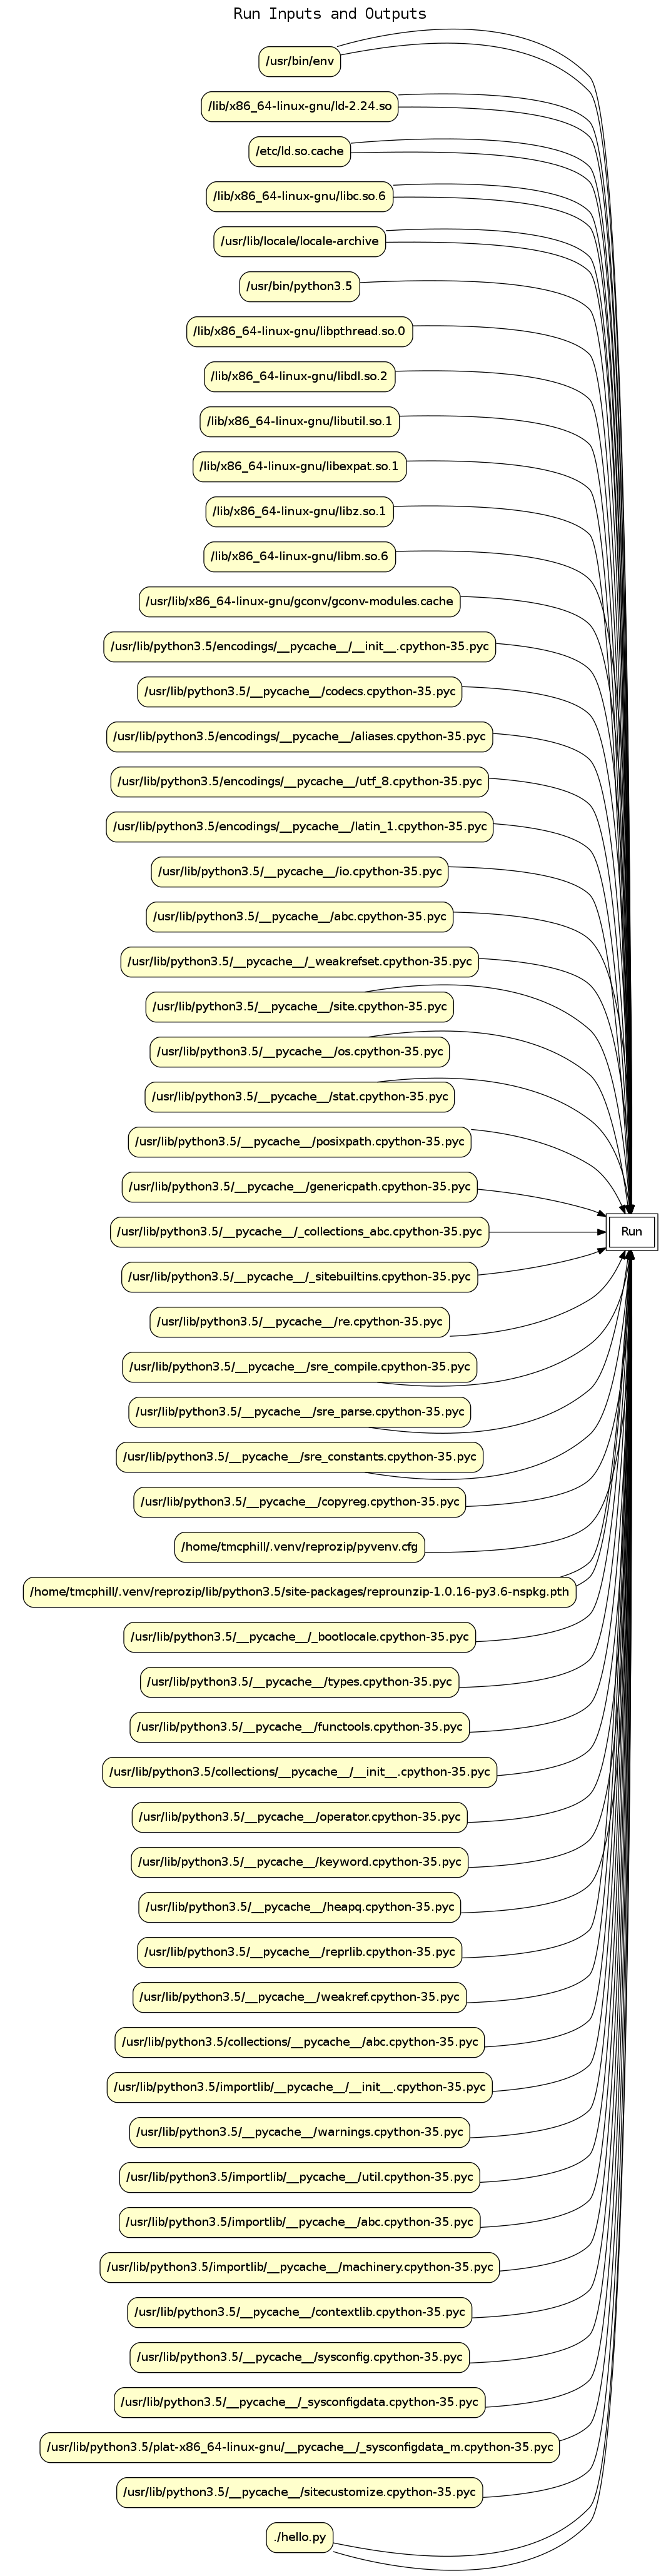 Run Inputs and Outputs
/usr/bin/env
/lib/x86_64-linux-gnu/ld-2.24.so
/etc/ld.so.cache
/lib/x86_64-linux-gnu/libc.so.6
/usr/lib/locale/locale-archive
/usr/bin/python3.5
/lib/x86_64-linux-gnu/libpthread.so.0
/lib/x86_64-linux-gnu/libdl.so.2
/lib/x86_64-linux-gnu/libutil.so.1
/lib/x86_64-linux-gnu/libexpat.so.1
/lib/x86_64-linux-gnu/libz.so.1
/lib/x86_64-linux-gnu/libm.so.6
/usr/lib/x86_64-linux-gnu/gconv/gconv-modules.cache
/usr/lib/python3.5/encodings/__pycache__/__init__.cpython-35.pyc
/usr/lib/python3.5/__pycache__/codecs.cpython-35.pyc
/usr/lib/python3.5/encodings/__pycache__/aliases.cpython-35.pyc
/usr/lib/python3.5/encodings/__pycache__/utf_8.cpython-35.pyc
/usr/lib/python3.5/encodings/__pycache__/latin_1.cpython-35.pyc
/usr/lib/python3.5/__pycache__/io.cpython-35.pyc
/usr/lib/python3.5/__pycache__/abc.cpython-35.pyc
/usr/lib/python3.5/__pycache__/_weakrefset.cpython-35.pyc
/usr/lib/python3.5/__pycache__/site.cpython-35.pyc
/usr/lib/python3.5/__pycache__/os.cpython-35.pyc
/usr/lib/python3.5/__pycache__/stat.cpython-35.pyc
/usr/lib/python3.5/__pycache__/posixpath.cpython-35.pyc
/usr/lib/python3.5/__pycache__/genericpath.cpython-35.pyc
/usr/lib/python3.5/__pycache__/_collections_abc.cpython-35.pyc
Run
/usr/lib/python3.5/__pycache__/_sitebuiltins.cpython-35.pyc
/usr/lib/python3.5/__pycache__/re.cpython-35.pyc
/usr/lib/python3.5/__pycache__/sre_compile.cpython-35.pyc
/usr/lib/python3.5/__pycache__/sre_parse.cpython-35.pyc
/usr/lib/python3.5/__pycache__/sre_constants.cpython-35.pyc
/usr/lib/python3.5/__pycache__/copyreg.cpython-35.pyc
/home/tmcphill/.venv/reprozip/pyvenv.cfg
/home/tmcphill/.venv/reprozip/lib/python3.5/site-packages/reprounzip-1.0.16-py3.6-nspkg.pth
/usr/lib/python3.5/__pycache__/_bootlocale.cpython-35.pyc
/usr/lib/python3.5/__pycache__/types.cpython-35.pyc
/usr/lib/python3.5/__pycache__/functools.cpython-35.pyc
/usr/lib/python3.5/collections/__pycache__/__init__.cpython-35.pyc
/usr/lib/python3.5/__pycache__/operator.cpython-35.pyc
/usr/lib/python3.5/__pycache__/keyword.cpython-35.pyc
/usr/lib/python3.5/__pycache__/heapq.cpython-35.pyc
/usr/lib/python3.5/__pycache__/reprlib.cpython-35.pyc
/usr/lib/python3.5/__pycache__/weakref.cpython-35.pyc
/usr/lib/python3.5/collections/__pycache__/abc.cpython-35.pyc
/usr/lib/python3.5/importlib/__pycache__/__init__.cpython-35.pyc
/usr/lib/python3.5/__pycache__/warnings.cpython-35.pyc
/usr/lib/python3.5/importlib/__pycache__/util.cpython-35.pyc
/usr/lib/python3.5/importlib/__pycache__/abc.cpython-35.pyc
/usr/lib/python3.5/importlib/__pycache__/machinery.cpython-35.pyc
/usr/lib/python3.5/__pycache__/contextlib.cpython-35.pyc
/usr/lib/python3.5/__pycache__/sysconfig.cpython-35.pyc
/usr/lib/python3.5/__pycache__/_sysconfigdata.cpython-35.pyc
/usr/lib/python3.5/plat-x86_64-linux-gnu/__pycache__/_sysconfigdata_m.cpython-35.pyc
/usr/lib/python3.5/__pycache__/sitecustomize.cpython-35.pyc
./hello.py